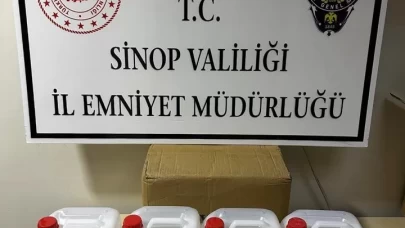 T.C.
SİNOP VALİLİĞİ
İL EMNİYET MÜDÜRLÜĞÜ